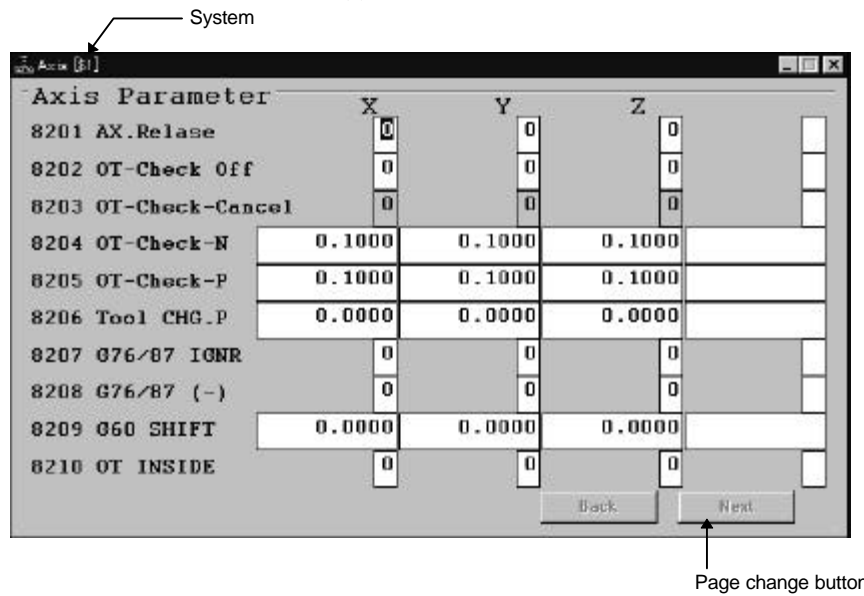 System
Axis [$1]
Axis Parameter
X Y Z
8201 AX.Relase 0 0 0
8202 OT-Check Off 0 0 0
8203 OT-Check-Cancel 0 0 0
8204 OT-Check-N 0.1000 0.1000 0.1000
8205 OT-Check-P 0.1000 0.1000 0.1000
8206 Tool CHG.P 0.0000 0.0000 0.0000
8207 G76/87 IGNR 0 0 0
8208 G76/87 (-) 0 0 0
8209 G60 SHIFT 0.0000 0.0000 0.0000
8210 OT INSIDE 0 0 0
Back Next
Page change button